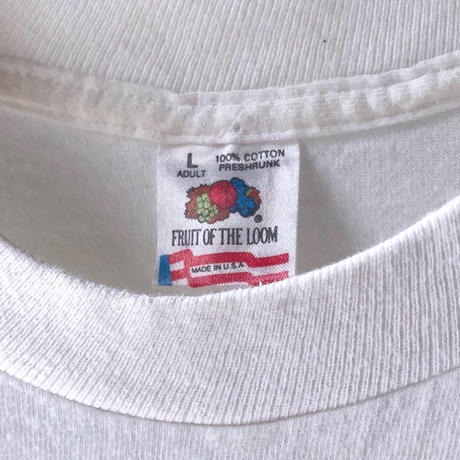 L 100% COTTON
ADULT PRESHRUNK
®
FRUIT OF THE LOOM
MADE IN U.S.A.